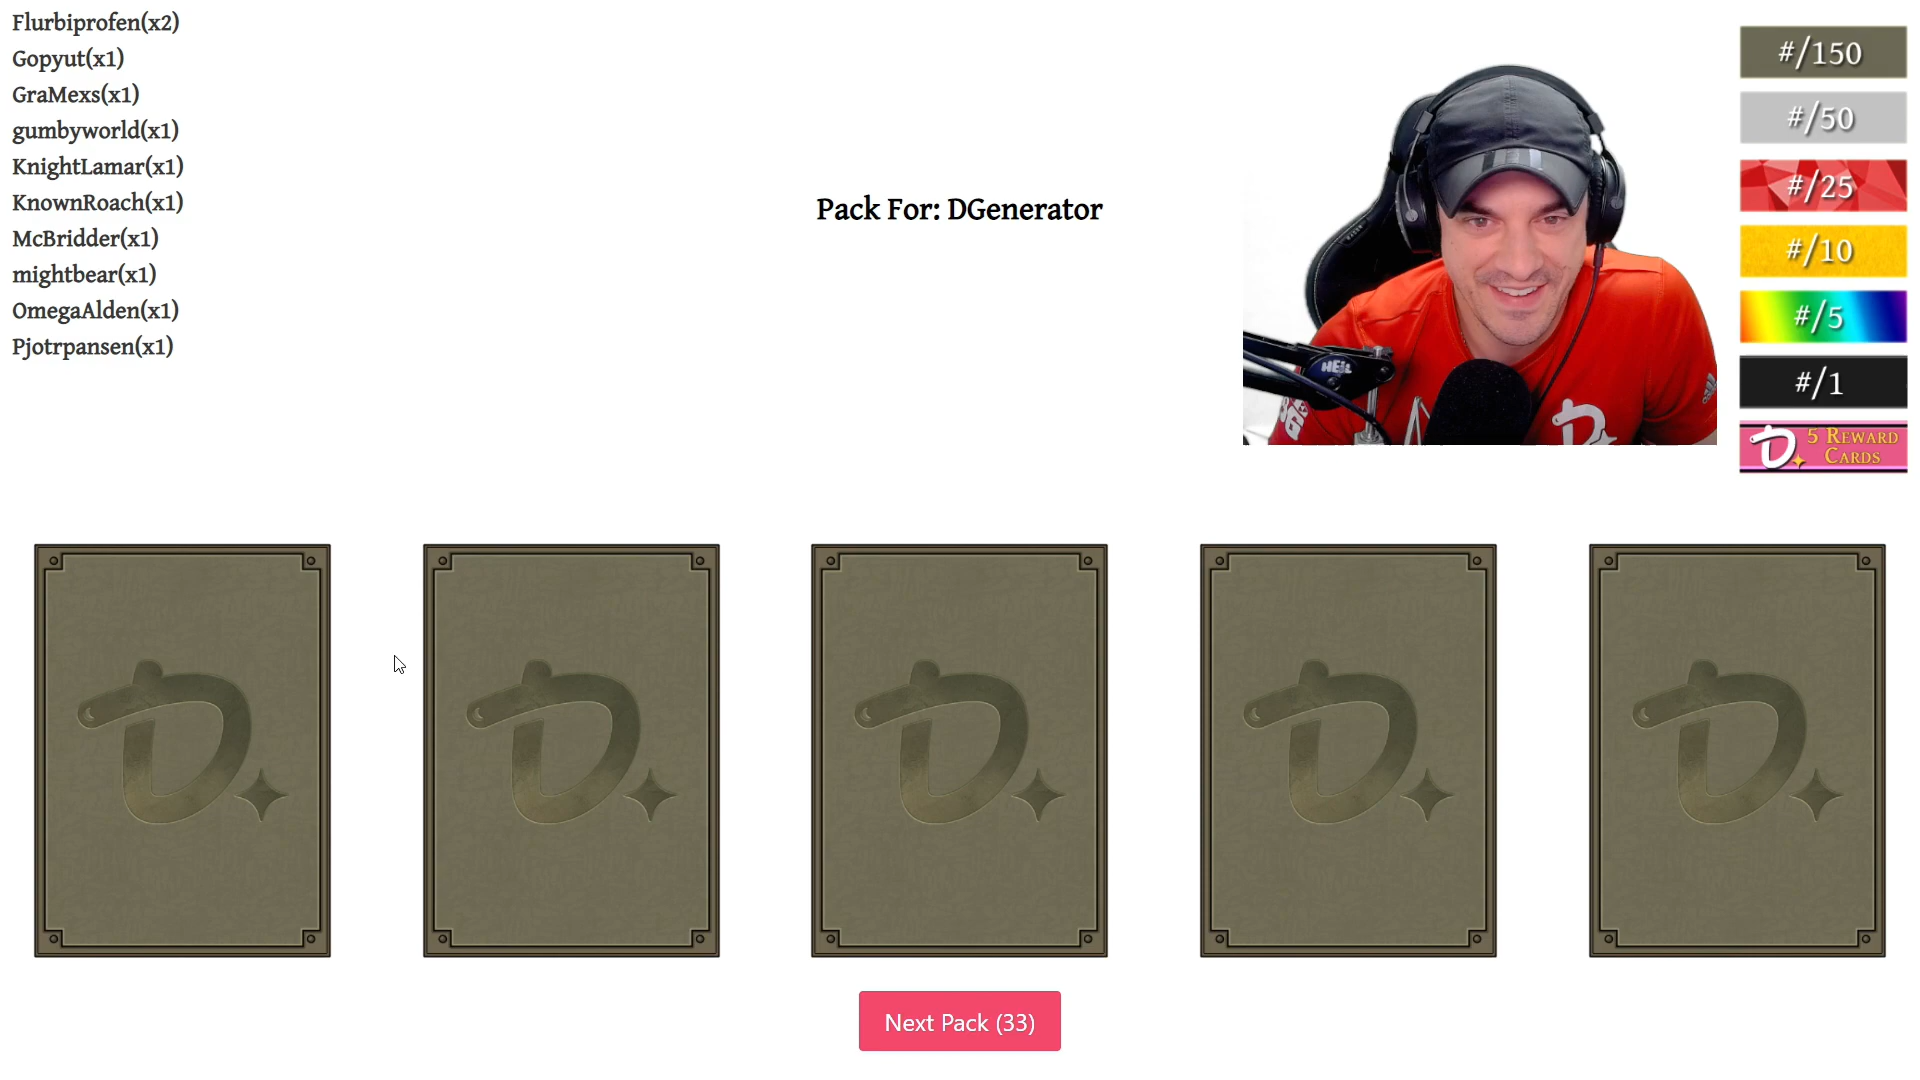 Flurbiprofen(x2)
Gopyut(x1)
GraMexs(x1)
gumbyworld(x1)
KnightLamar(x1)
KnownRoach(x1)
McBridder(x1)
mightbear(x1)
OmegaAlden(x1)
Pjotrpansen(x1)
Pack For: DGenerator
HEIL
#/150
#/50
#/25
#/10
#/5
#/1
5 REWARD
CARDS
Next Pack (33)